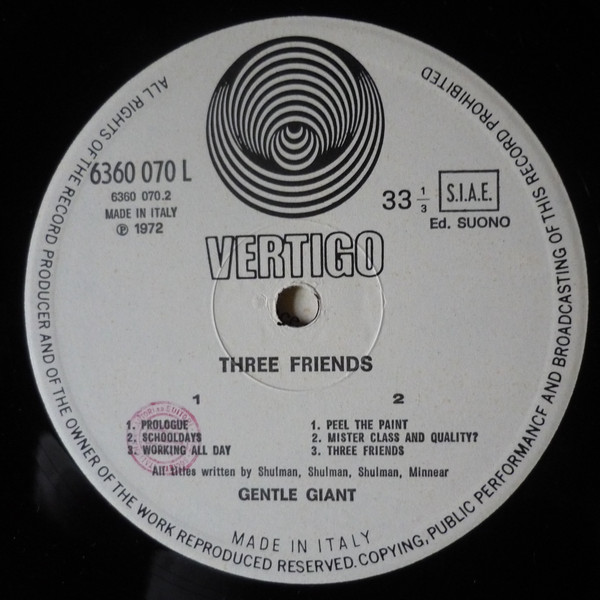 ALL RIGHTS OF THE RECORD PRODUCER AND OF THE OWNER OF THE WORK REPRODUCED RESERVED. COPYING, PUBLIC PERFORMANCE AND BROADCASTING OF THIS RECORD PROHIBITED
6360 070 L
6360 070.2
MADE IN ITALY
℗ 1972
33 1/3
S.I.A.E.
Ed. SUONO
VERTIGO
THREE FRIENDS
1
1. PROLOGUE
2. SCHOOLDAYS
3. WORKING ALL DAY
2
1. PEEL THE PAINT
2. MISTER CLASS AND QUALITY?
3. THREE FRIENDS
All titles written by Shulman, Shulman, Shulman, Minnear
GENTLE GIANT
MADE IN ITALY